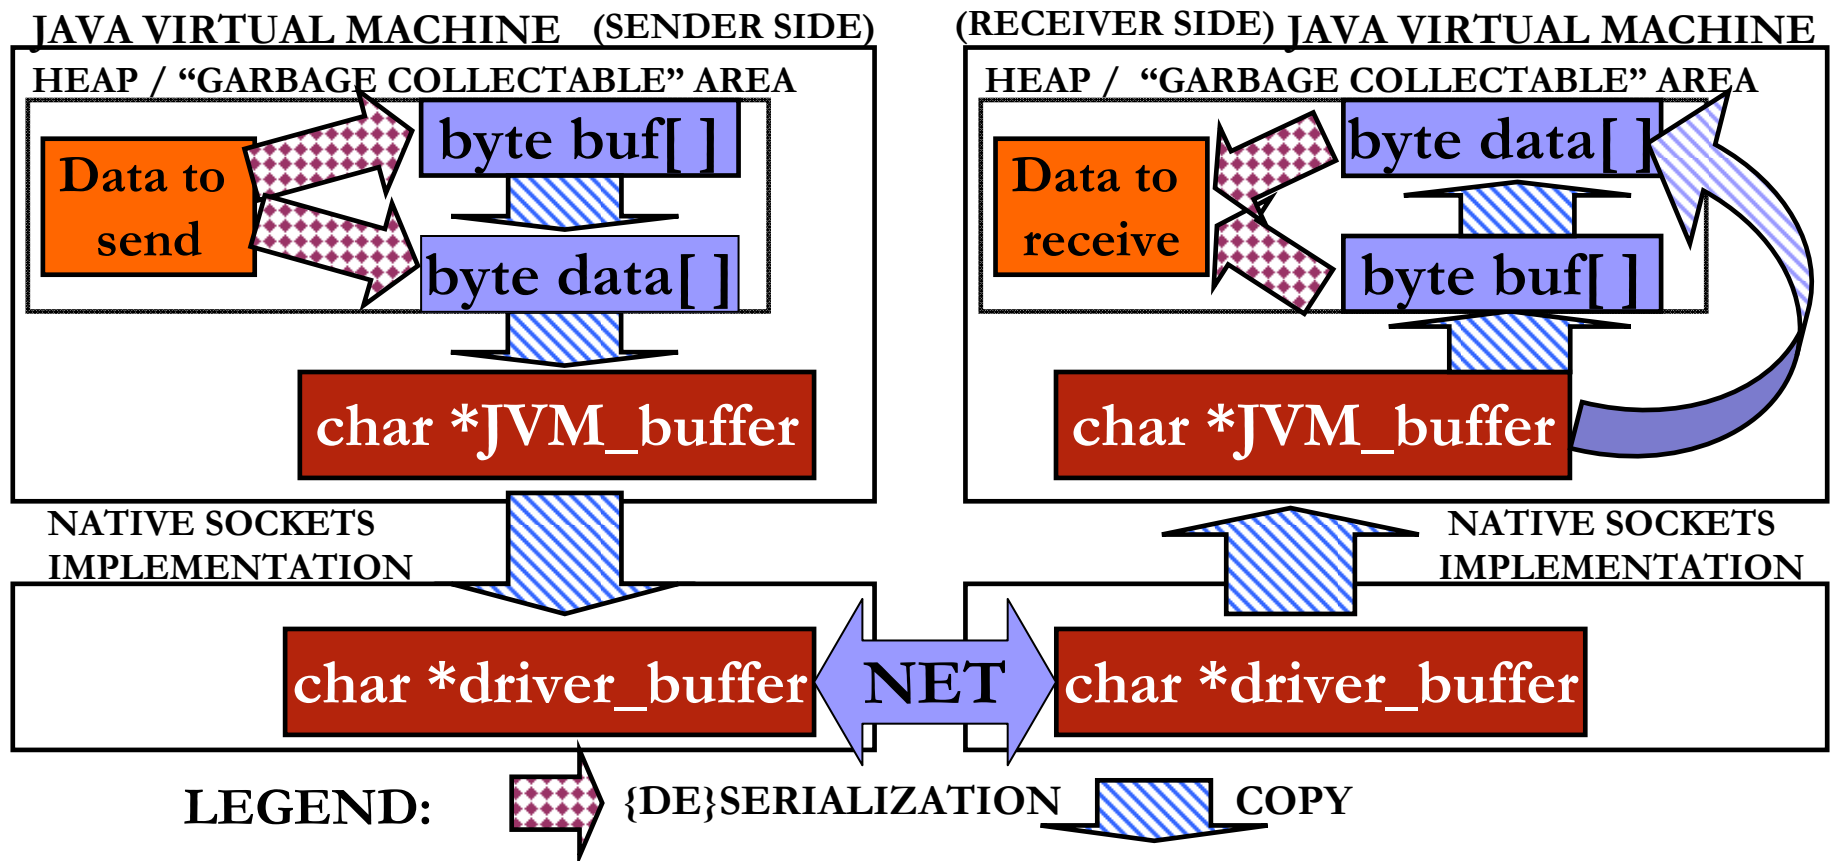 JAVA VIRTUAL MACHINE (SENDER SIDE)
HEAP / “GARBAGE COLLECTABLE” AREA
Data to
send
byte buf[ ]
byte data[ ]
char *JVM_buffer
NATIVE SOCKETS
IMPLEMENTATION
char *driver_buffer
NET
(RECEIVER SIDE) JAVA VIRTUAL MACHINE
HEAP / “GARBAGE COLLECTABLE” AREA
Data to
receive
byte data[ ]
byte buf[ ]
char *JVM_buffer
NATIVE SOCKETS
IMPLEMENTATION
char *driver_buffer
LEGEND: {DE}SERIALIZATION COPY